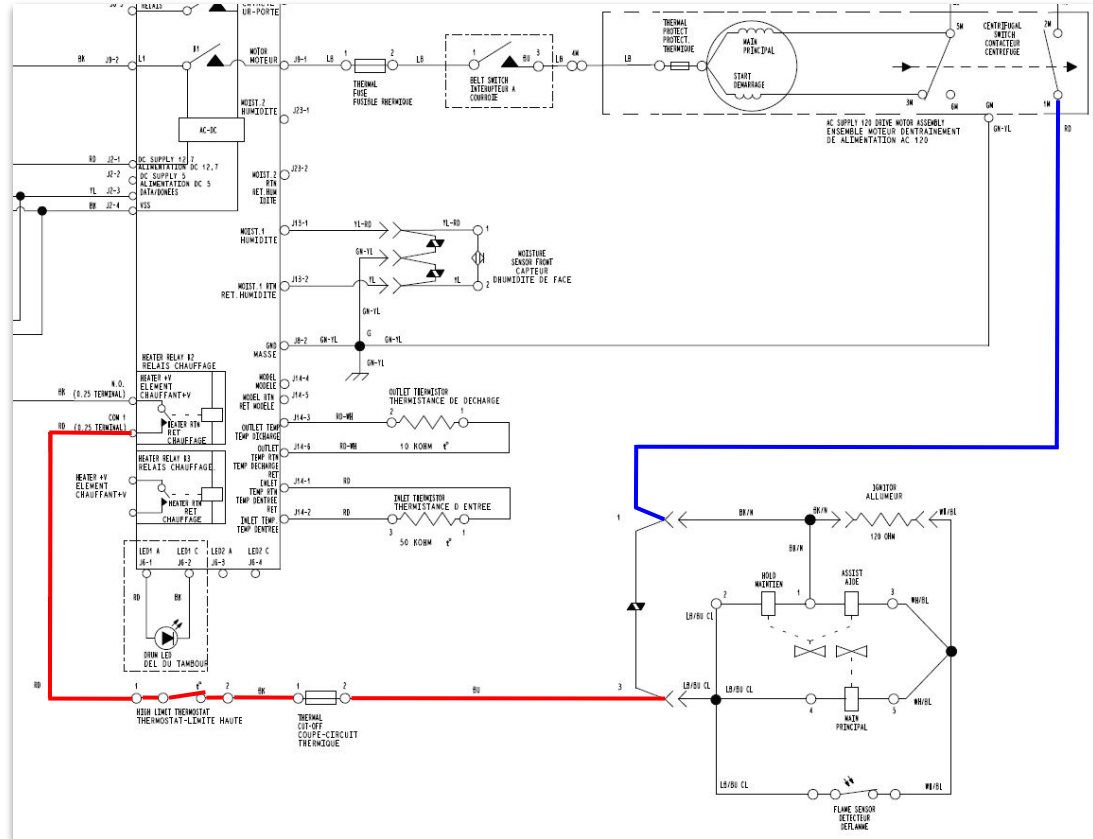 RELAIS
UR-PORTE
BK
J9-2
L1
K1
MOTOR
MOTEUR
J9-1
LB
1
2
THERMAL
FUSE
FUSIBLE RHERMIQUE
LB
1
3
BU
BELT SWITCH
INTERUPTEUR A
COURROIE
LB
4M
LB
THERMAL
PROTECT
PROTECT.
THERMIQUE
MAIN
PRINCIPAL
START
DEMARRAGE
5M
3M
6M
GM
2M
1M
CENTRIFUGAL
SWITCH
CONTACTEUR
CENTRIFUGE
GN-YL
RD
AC SUPPLY 120 DRIVE MOTOR ASSEMBLY
ENSEMBLE MOTEUR DENTRAINEMENT
DE ALIMENTATION AC 120
MOIST.2
HUMIDITE
J23-1
AC-DC
RD
J2-1
DC SUPPLY 12,7
ALIMENTATION DC 12,7
J2-2
DC SUPPLY 5
ALIMENTATION DC 5
YL
J2-3
DATA/DONEES
BK
J2-4
VSS
J23-2
MOIST.2
RTN
RET.HUM
IDITE
MOIST.1
HUMIDITE
J13-1
YL-RD
YL-RD
1
GN-YL
MOISTURE
SENSOR FRONT
CAPTEUR
DHUMIDITE DE FACE
MOIST.1 RTN
RET.HUMIDITE
J13-2
YL
YL
2
GN-YL
G
GND
MASSE
J8-2
GN-YL
GN-YL
GN-YL
HEATER RELAY K2
RELAIS CHAUFFAGE
N.O.
BK
(0.25 TERMINAL)
HEATER +V
ELEMENT
CHAUFFANT+V
COM 1
RD
(0.25 TERMINAL)
HEATER RTN
RET
CHAUFFAGE
MODEL
MODELE
J14-4
MODEL RTN
RET MODELE
J14-5
OUTLET TEMP
TEMP DICHARGE
J14-3
RD-WH
OUTLET THERMISTOR
THERMISTANCE DE DECHARGE
2
1
10 KOHM
t°
OUTLET
TEMP RTN
TEMP DECHARGE
RET
J14-6
RD-WH
HEATER RELAY K3
RELAIS CHAUFFAGE
HEATER +V
ELEMENT
CHAUFFANT+V
HEATER RTN
RET
CHAUFFAGE
INLET
TEMP RTN
TEMP DENTREE
RET
J14-1
RD
INLET TEMP.
TEMP DENTREE
J14-2
RD
INLET THERMISTOR
THERMISTANCE D ENTREE
3
1
50 KOHM
t°
LED1 A
LED1 C
LED2 A
LED2 C
J6-1
J6-2
J6-3
J6-4
RD
BK
DRUM LED
DEL DU TAMBOUR
RD
1
t°
2
HIGH LIMIT THERMOSTAT
THERMOSTAT-LIMITE HAUTE
BK
1
2
THERMAL
CUT-OFF
COUPE-CIRCUIT
THERMIQUE
BU
1
BK/N
BK/N
IGNITOR
ALLUMEUR
120 OHM
WH/BL
BK/N
HOLD
MAINTIEN
ASSIST
AIDE
2
1
3
LB/BU CL
WH/BL
3
LB/BU CL
LB/BU CL
4
5
WH/BL
MAIN
PRINCIPAL
LB/BU CL
WH/BL
FLAME SENSOR
DETECTEUR
DEFLAMME